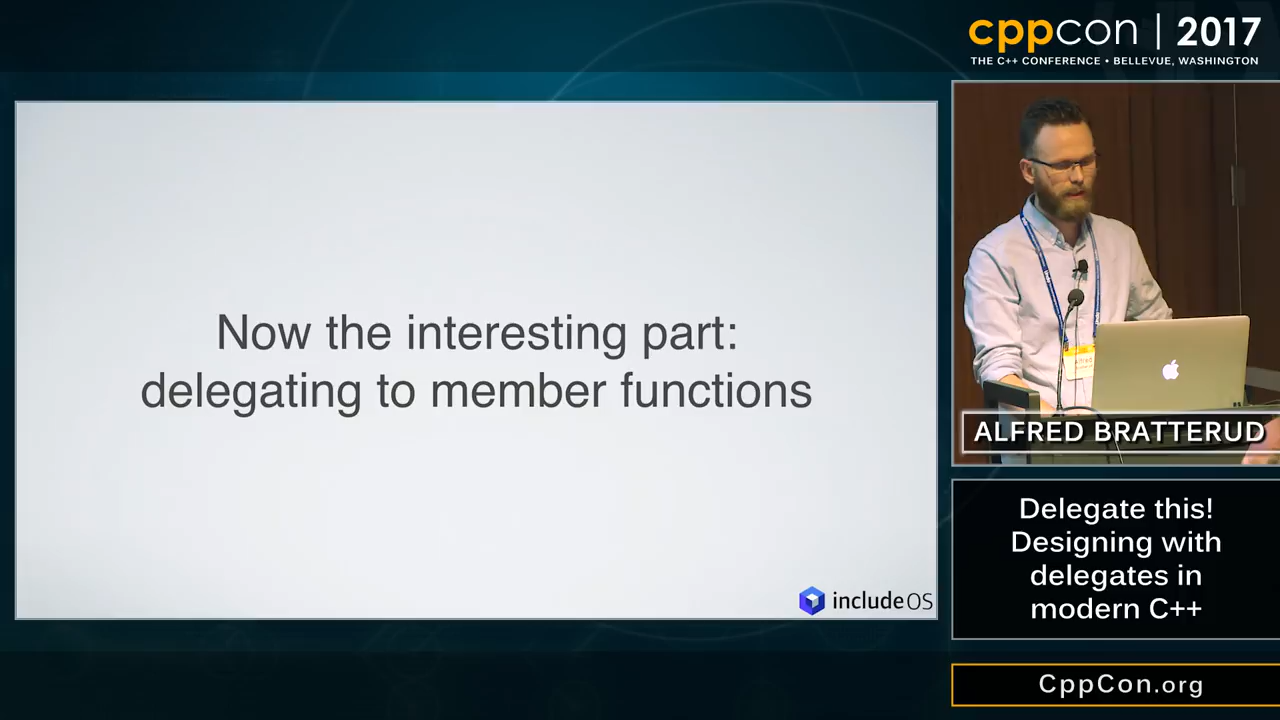 cppcon | 2017
THE C++ CONFERENCE • BELLEVUE, WASHINGTON
Now the interesting part:
delegating to member functions
includeOS
Alfred
ALFRED BRATTERUD
Delegate this!
Designing with
delegates in
modern C++
CppCon.org